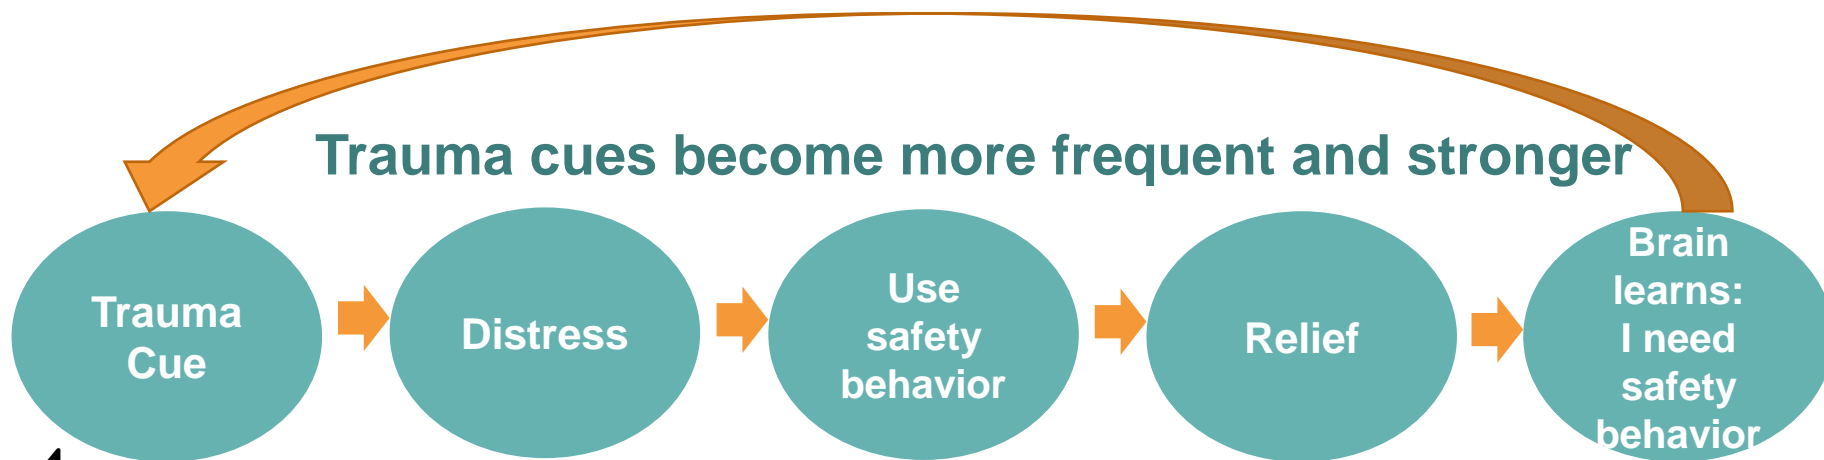 Trauma cues become more frequent and stronger
Trauma
Cue
Distress
Use
safety
behavior
Relief
Brain
learns:
I need
safety
behavior